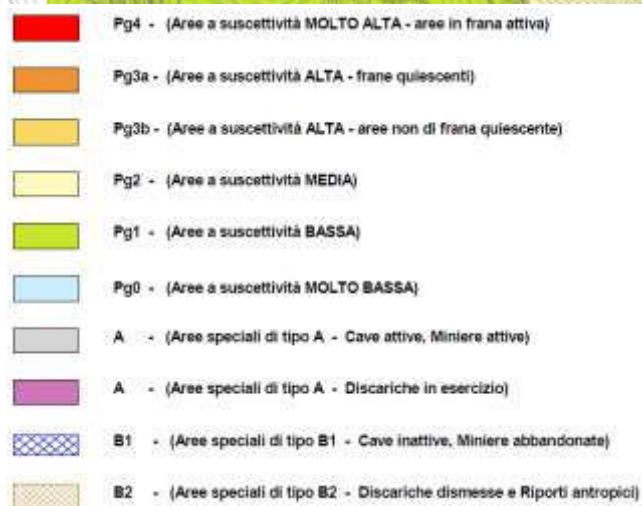 Pg4 - (Aree a suscettività MOLTO ALTA - aree in frana attiva)
Pg3a - (Aree a suscettività ALTA - frane quiescenti)
Pg3b - (Aree a suscettività ALTA - aree non di frana quiescente)
Pg2 - (Aree a suscettività MEDIA)
Pg1 - (Aree a suscettività BASSA)
Pg0 - (Aree a suscettività MOLTO BASSA)
A - (Aree speciali di tipo A - Cave attive, Miniere attive)
A - (Aree speciali di tipo A - Discariche in esercizio)
B1 - (Aree speciali di tipo B1 - Cave inattive, Miniere abbandonate)
B2 - (Aree speciali di tipo B2 - Discariche dismesse e Riporti antropici)